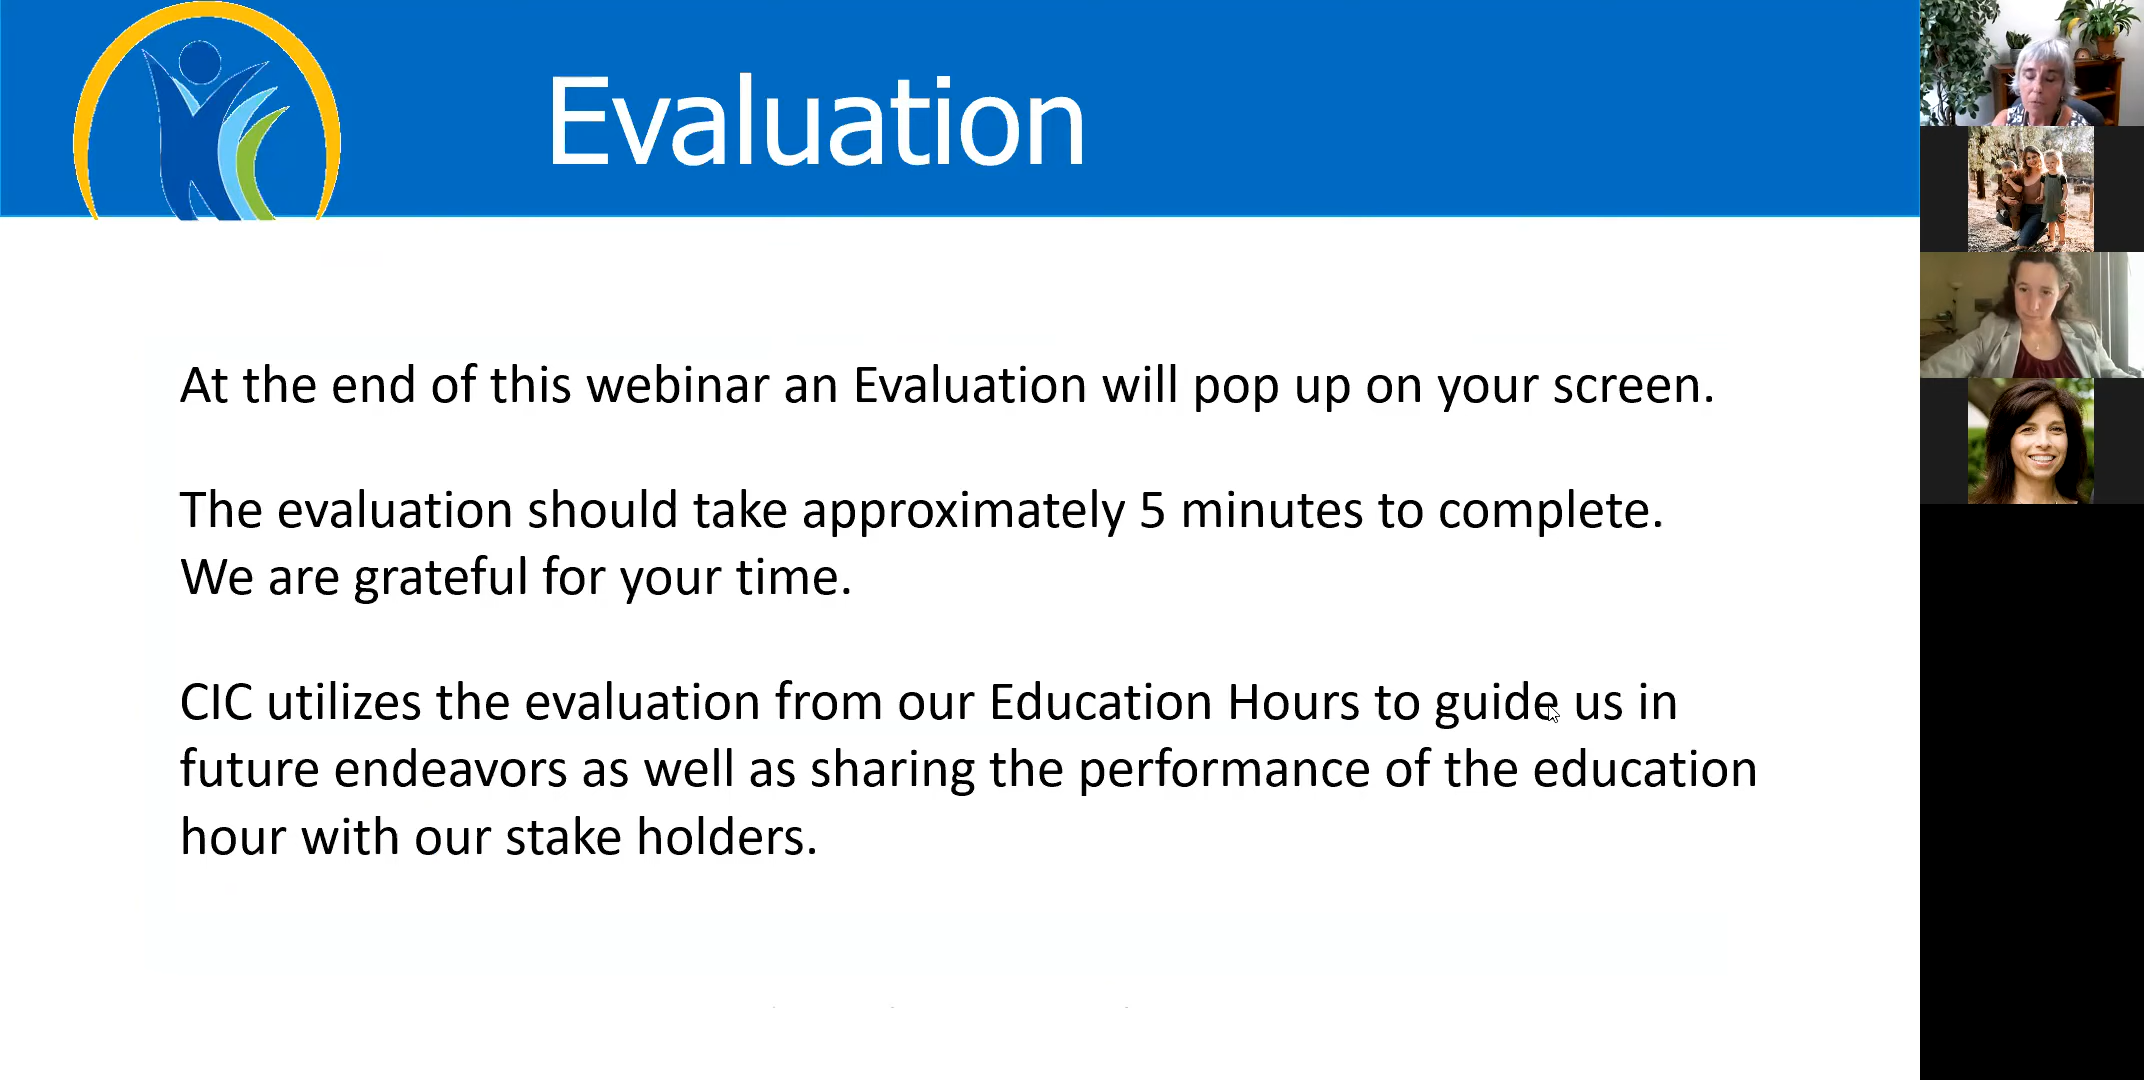 Evaluation
At the end of this webinar an Evaluation will pop up on your screen.
The evaluation should take approximately 5 minutes to complete.
We are grateful for your time.
CIC utilizes the evaluation from our Education Hours to guide us in
future endeavors as well as sharing the performance of the education
hour with our stake holders.